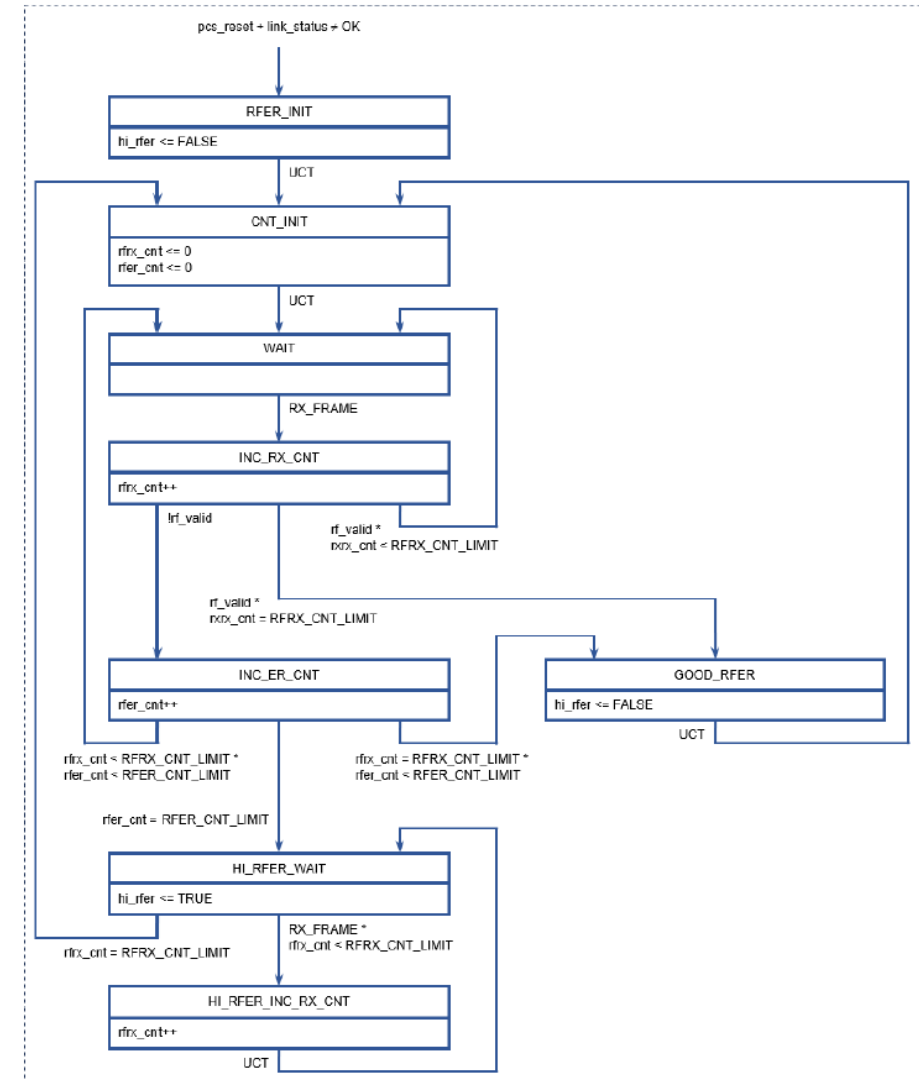 pcs_reset + link_status ≠ OK
RFER_INIT
hi_rfer <= FALSE
UCT
CNT_INIT
rfrx_cnt <= 0
rfer_cnt <= 0
UCT
WAIT
RX_FRAME
INC_RX_CNT
rfrx_cnt++
!rf_valid
rf_valid *
rxrx_cnt < RFRX_CNT_LIMIT
rf_valid *
rxrx_cnt = RFRX_CNT_LIMIT
INC_ER_CNT
rfer_cnt++
GOOD_RFER
hi_rfer <= FALSE
UCT
rfrx_cnt < RFRX_CNT_LIMIT *
rfer_cnt < RFER_CNT_LIMIT
rfrx_cnt = RFRX_CNT_LIMIT *
rfer_cnt < RFER_CNT_LIMIT
rfer_cnt = RFER_CNT_LIMIT
HI_RFER_WAIT
hi_rfer <= TRUE
rfrx_cnt = RFRX_CNT_LIMIT
RX_FRAME *
rfrx_cnt < RFRX_CNT_LIMIT
HI_RFER_INC_RX_CNT
rfrx_cnt++
UCT